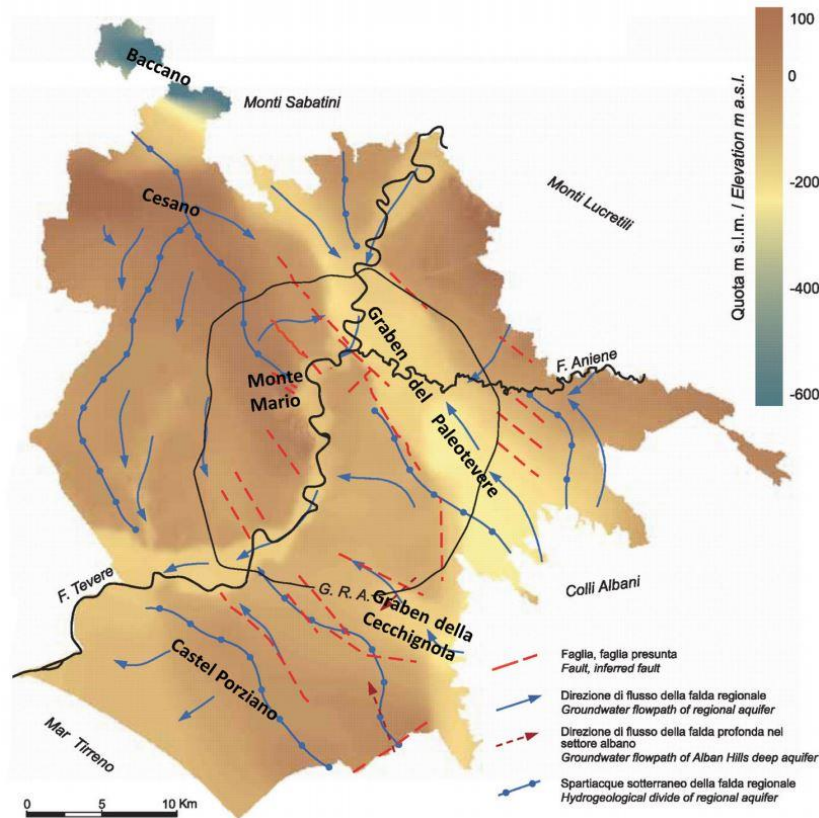 Baccano
Monti Sabatini
Cesano
Monti Lucretili
Graben
del
Paleotevere
F. Aniene
Monte
Mario
F. Tevere
G. R. A.
Graben della
Cecchignola
Colli Albani
Castel Porziano
Mar Tirreno
0 5 10 Km
100
0
-200
-400
-600
Quota m s.l.m. / Elevation m a.s.l.
Faglia, faglia presunta
Fault, inferred fault
Direzione di flusso della falda regionale
Groundwater flowpath of regional aquifer
Direzione di flusso della falda profonda nel
settore albano
Groundwater flowpath of Alban Hills deep aquifer
Spartiacque sotterraneo della falda regionale
Hydrogeological divide of regional aquifer